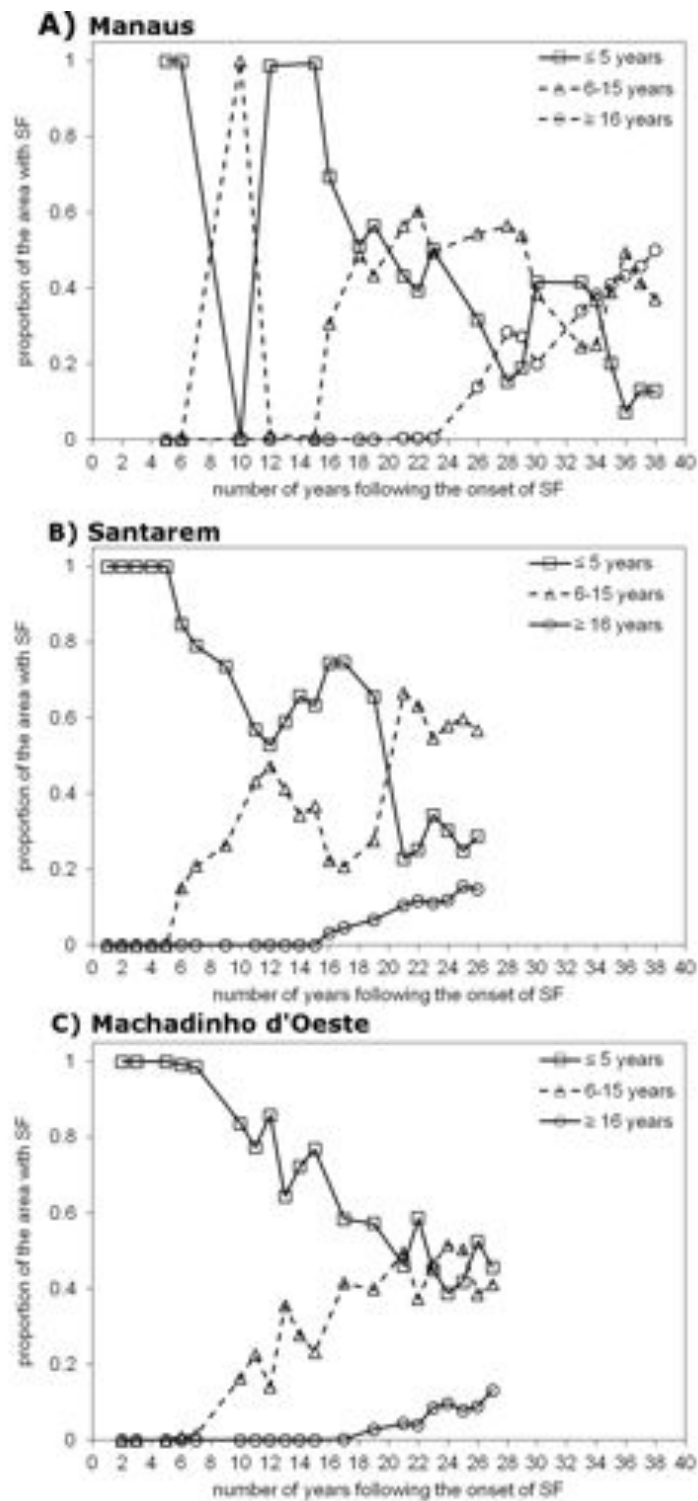 A) Manaus
≤ 5 years
6-15 years
≥ 16 years
proportion of the area with SF
1
0.8
0.6
0.4
0.2
0
0 2 4 6 8 10 12 14 16 18 20 22 24 26 28 30 32 34 36 38 40
number of years following the onset of SF
B) Santarem
≤ 5 years
6-15 years
≥ 16 years
proportion of the area with SF
1
0.8
0.6
0.4
0.2
0
0 2 4 6 8 10 12 14 16 18 20 22 24 26 28 30 32 34 36 38 40
number of years following the onset of SF
C) Machadinho d'Oeste
≤ 5 years
6-15 years
≥ 16 years
proportion of the area with SF
1
0.8
0.6
0.4
0.2
0
0 2 4 6 8 10 12 14 16 18 20 22 24 26 28 30 32 34 36 38 40
number of years following the onset of SF